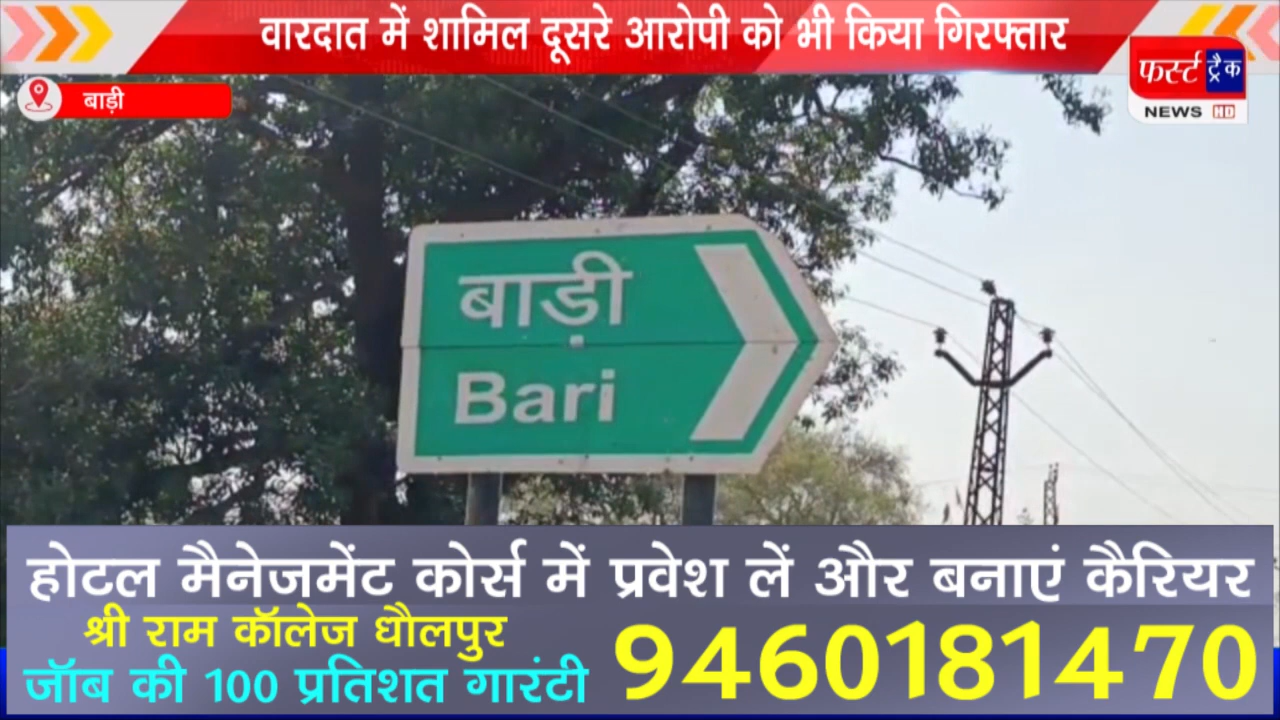 वारदात में शामिल दूसरे आरोपी को भी किया गिरफ्तार
फर्स्ट ट्रैक
NEWS HD
बाड़ी
बाडी
Bari
होटल मैनेजमेंट कोर्स में प्रवेश लें और बनाएं कैरियर
श्री राम कॉलेज धौलपुर
जॉब की 100 प्रतिशत गारंटी
9460181470